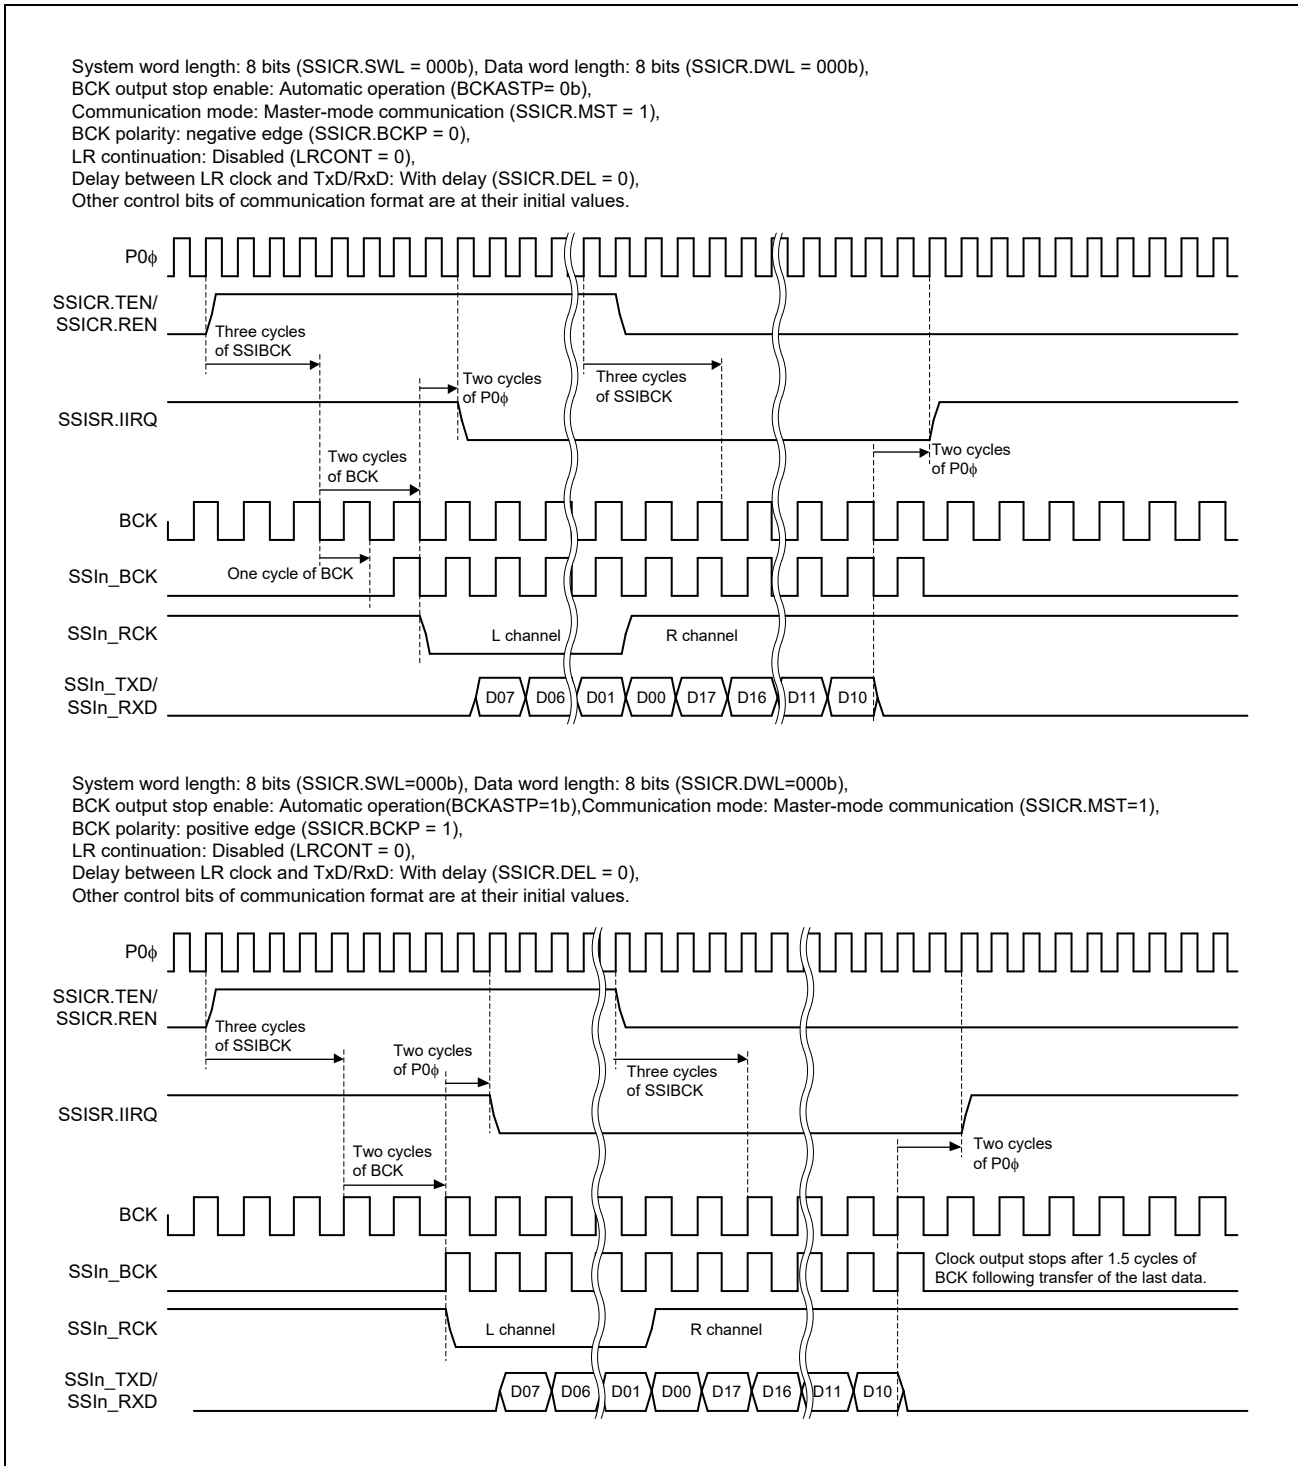 System word length: 8 bits (SSICR.SWL = 000b), Data word length: 8 bits (SSICR.DWL = 000b),
BCK output stop enable: Automatic operation (BCKASTP= 0b),
Communication mode: Master-mode communication (SSICR.MST = 1),
BCK polarity: negative edge (SSICR.BCKP = 0),
LR continuation: Disabled (LRCONT = 0),
Delay between LR clock and TxD/RxD: With delay (SSICR.DEL = 0),
Other control bits of communication format are at their initial values.
P0ϕ
SSICR.TEN/
SSICR.REN
Three cycles
of SSIBCK
Two cycles
of P0ϕ
Three cycles
of SSIBCK
SSISR.IIRQ
Two cycles
of BCK
Two cycles
of P0ϕ
BCK
One cycle of BCK
SSIn_BCK
SSIn_RCK
L channel
R channel
SSIn_TXD/
SSIn_RXD
D07 D06 D01 D00 D17 D16 D11 D10
System word length: 8 bits (SSICR.SWL=000b), Data word length: 8 bits (SSICR.DWL=000b),
BCK output stop enable: Automatic operation(BCKASTP=1b),Communication mode: Master-mode communication (SSICR.MST=1),
BCK polarity: positive edge (SSICR.BCKP = 1),
LR continuation: Disabled (LRCONT = 0),
Delay between LR clock and TxD/RxD: With delay (SSICR.DEL = 0),
Other control bits of communication format are at their initial values.
P0ϕ
SSICR.TEN/
SSICR.REN
Three cycles
of SSIBCK
Two cycles
of P0ϕ
Three cycles
of SSIBCK
SSISR.IIRQ
Two cycles
of BCK
Two cycles
of P0ϕ
BCK
SSIn_BCK
Clock output stops after 1.5 cycles of
BCK following transfer of the last data.
SSIn_RCK
L channel
R channel
SSIn_TXD/
SSIn_RXD
D07 D06 D01 D00 D17 D16 D11 D10